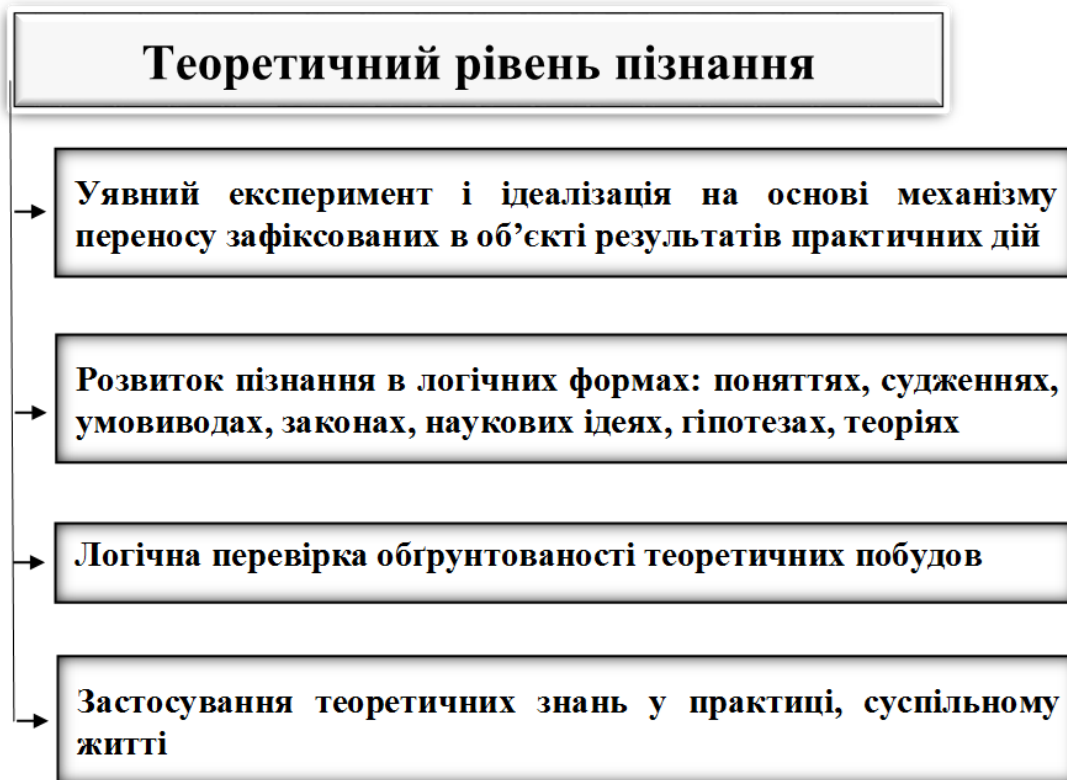 Теоретичний рівень пізнання
Уявний експеримент і ідеалізація на основі механізму
переносу зафіксованих в об’єкті результатів практичних дій
Розвиток пізнання в логічних формах: поняттях, судженнях,
умовиводах, законах, наукових ідеях, гіпотезах, теоріях
Логічна перевірка обґрунтованості теоретичних побудов
Застосування теоретичних знань у практиці, суспільному
житті